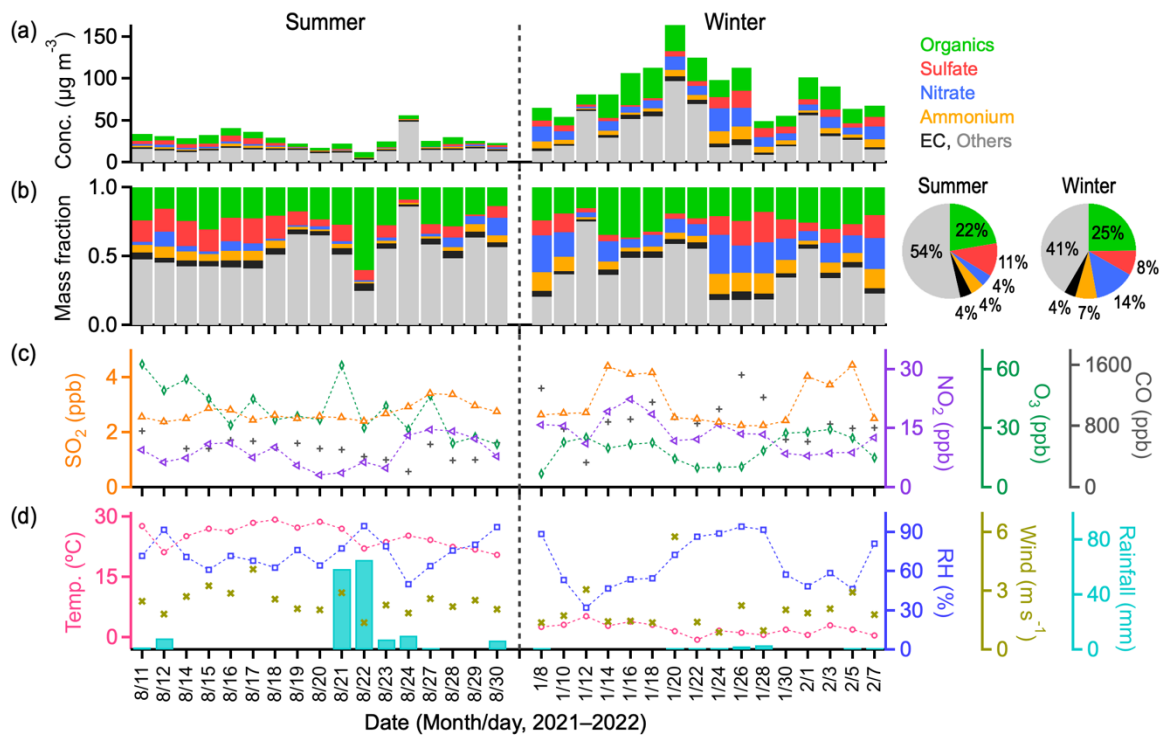 (a)
Summer
Winter
Conc. (µg m⁻³)
150
100
50
0
Organics
Sulfate
Nitrate
Ammonium
EC, Others
(b)
Mass fraction
1.0
0.5
0.0
Summer
Winter
54%
22%
11%
4%
4%
4%
41%
25%
8%
14%
7%
4%
(c)
SO₂ (ppb)
4
2
0
30
15
0
NO₂ (ppb)
60
30
0
O₃ (ppb)
1600
800
0
CO (ppb)
(d)
Temp. (ºC)
30
15
0
90
60
30
0
RH (%)
6
3
0
Wind (m s⁻¹)
80
40
0
Rainfall (mm)
8/11 8/12 8/14 8/15 8/16 8/17 8/18 8/19 8/20 8/21 8/22 8/23 8/24 8/27 8/28 8/29 8/30 1/8 1/10 1/12 1/14 1/16 1/18 1/20 1/22 1/24 1/26 1/28 1/30 2/1 2/3 2/5 2/7
Date (Month/day, 2021–2022)